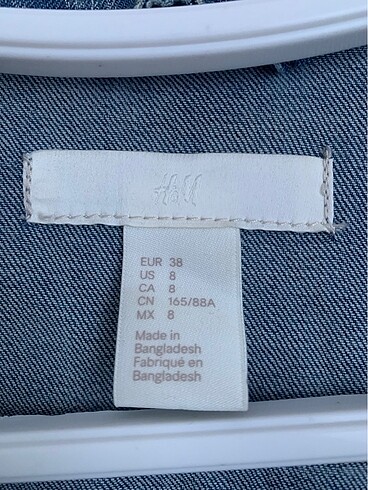 H&M
EUR 38
US 8
CA 8
CN 165/88A
MX 8
Made in
Bangladesh
Fabriqué en
Bangladesh